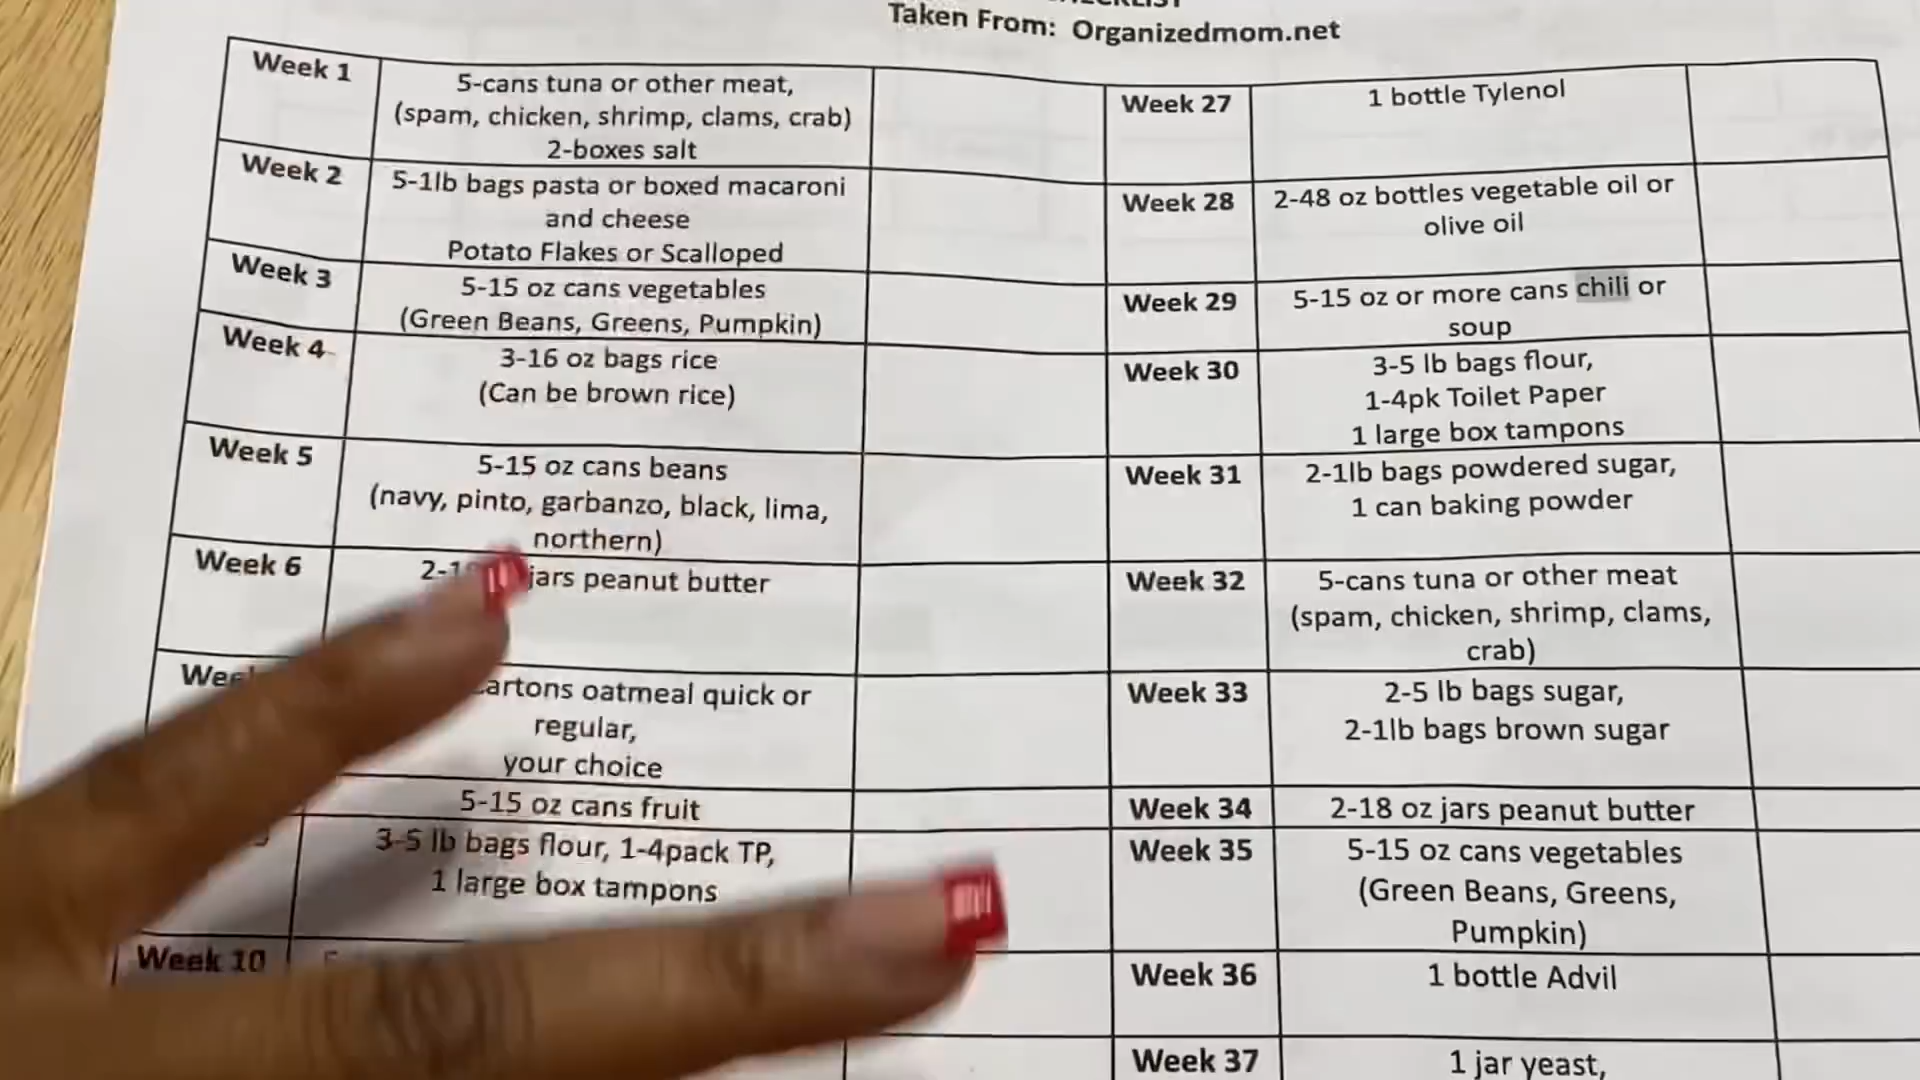 Taken From: Organizedmom.net
Week 1
5-cans tuna or other meat,
(spam, chicken, shrimp, clams, crab)
2-boxes salt
Week 2
5-1lb bags pasta or boxed macaroni
and cheese
Potato Flakes or Scalloped
Week 3
5-15 oz cans vegetables
(Green Beans, Greens, Pumpkin)
Week 4
3-16 oz bags rice
(Can be brown rice)
Week 5
5-15 oz cans beans
(navy, pinto, garbanzo, black, lima,
northern)
Week 6
jars peanut butter
oatmeal quick or
regular,
your choice
5-15 oz cans fruit
3-5 lb bags flour, 1-4pack TP,
1 large box tampons
Week 10
Week 27
1 bottle Tylenol
Week 28
2-48 oz bottles vegetable oil or
olive oil
Week 29
5-15 oz or more cans chili or
soup
Week 30
3-5 lb bags flour,
1-4pk Toilet Paper
1 large box tampons
Week 31
2-1lb bags powdered sugar,
1 can baking powder
Week 32
5-cans tuna or other meat
(spam, chicken, shrimp, clams,
crab)
Week 33
2-5 lb bags sugar,
2-1lb bags brown sugar
Week 34
2-18 oz jars peanut butter
Week 35
5-15 oz cans vegetables
(Green Beans, Greens,
Pumpkin)
Week 36
1 bottle Advil
Week 37
1 jar yeast,